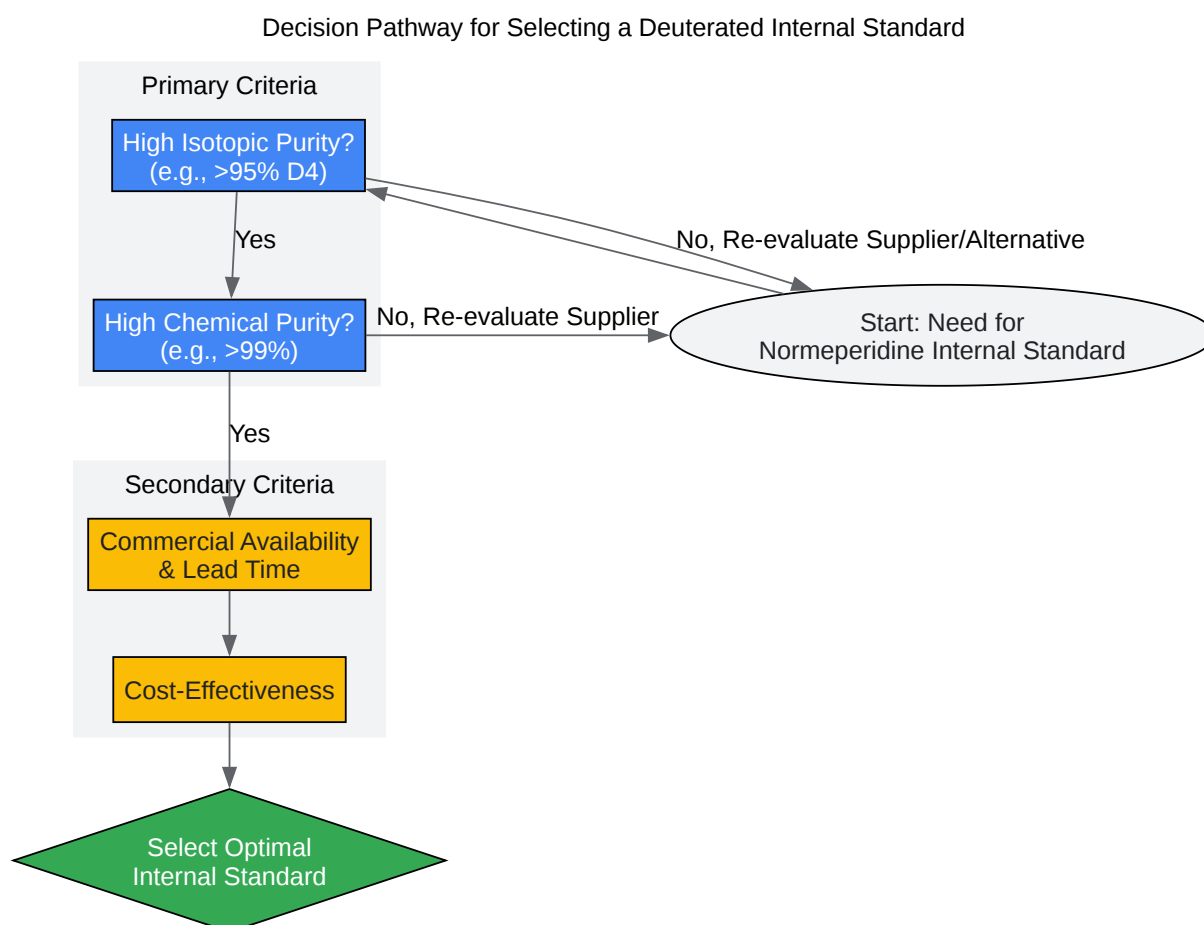 Decision Pathway for Selecting a Deuterated Internal Standard
Primary Criteria
High Isotopic Purity?
(e.g., >95% D4)
Yes
No, Re-evaluate Supplier/Alternative
High Chemical Purity?
(e.g., >99%)
No, Re-evaluate Supplier
Start: Need for
Normeperidine Internal Standard
Yes
Secondary Criteria
Commercial Availability
& Lead Time
Cost-Effectiveness
Select Optimal
Internal Standard